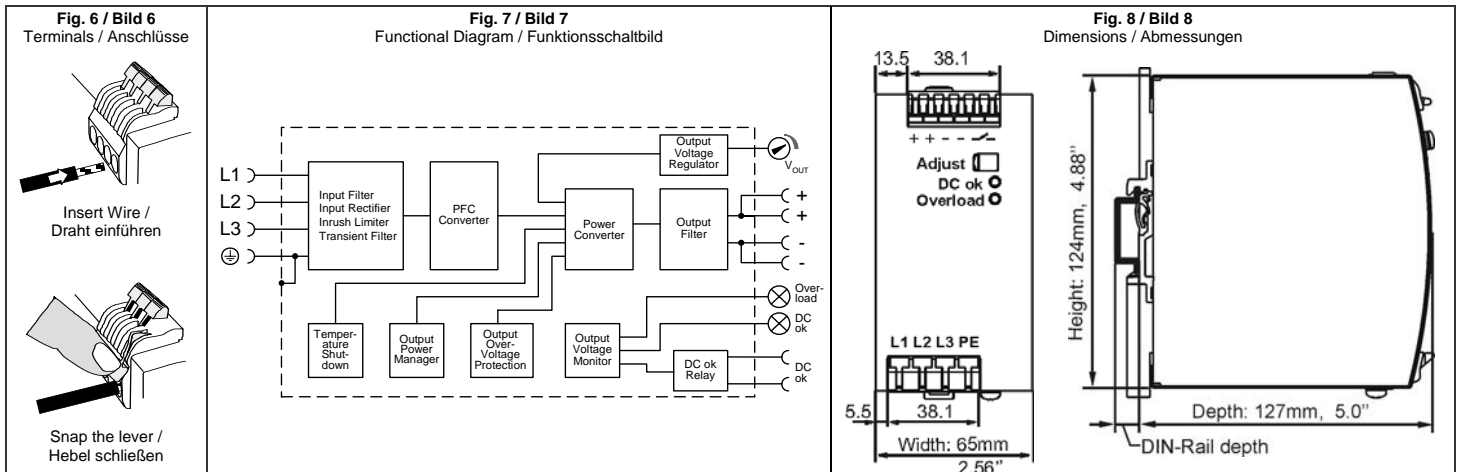 Fig. 6 / Bild 6
Terminals / Anschlüsse
Insert Wire /
Draht einführen
Snap the lever /
Hebel schließen
Fig. 7 / Bild 7
Functional Diagram / Funktionsschaltbild
L1
L2
L3
Input Filter
Input Rectifier
Inrush Limiter
Transient Filter
PFC
Converter
Power
Converter
Output
Filter
Output
Voltage
Regulator
VOUT
+
+
-
-
Temper-
ature
Shut-
down
Output
Power
Manager
Output
Over-
Voltage
Protection
Output
Voltage
Monitor
DC ok
Relay
Over-
load
DC
ok
DC
ok
Fig. 8 / Bild 8
Dimensions / Abmessungen
13.5 38.1
+ + - -
Adjust
DC ok
Overload
L1 L2 L3 PE
5.5 38.1
Width: 65mm
2.56”
Height: 124mm, 4.88”
Depth: 127mm, 5.0”
DIN-Rail depth